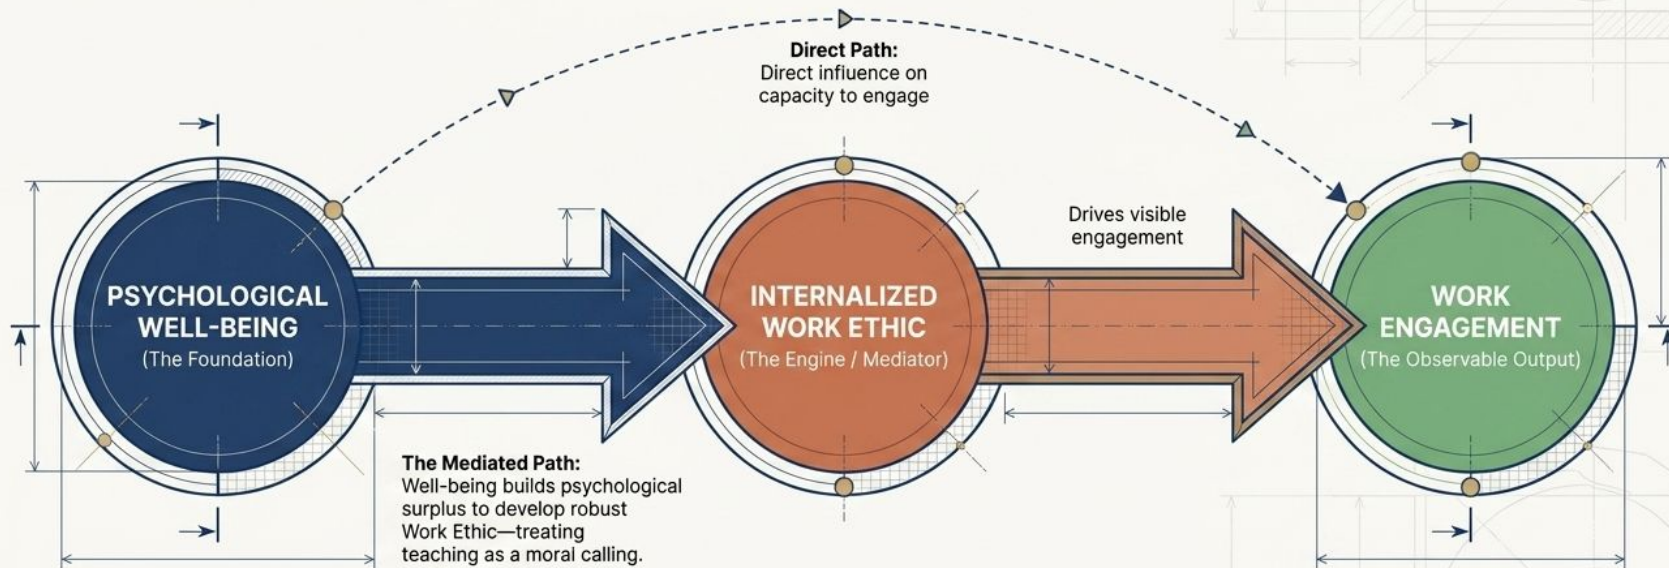 Direct Path:
Direct influence on
capacity to engage
PSYCHOLOGICAL
WELL-BEING
(The Foundation)
The Mediated Path:
Well-being builds psychological
surplus to develop robust
Work Ethic—treating
teaching as a moral calling.
INTERNALIZED
WORK ETHIC
(The Engine / Mediator)
Drives visible
engagement
WORK
ENGAGEMENT
(The Observable Output)